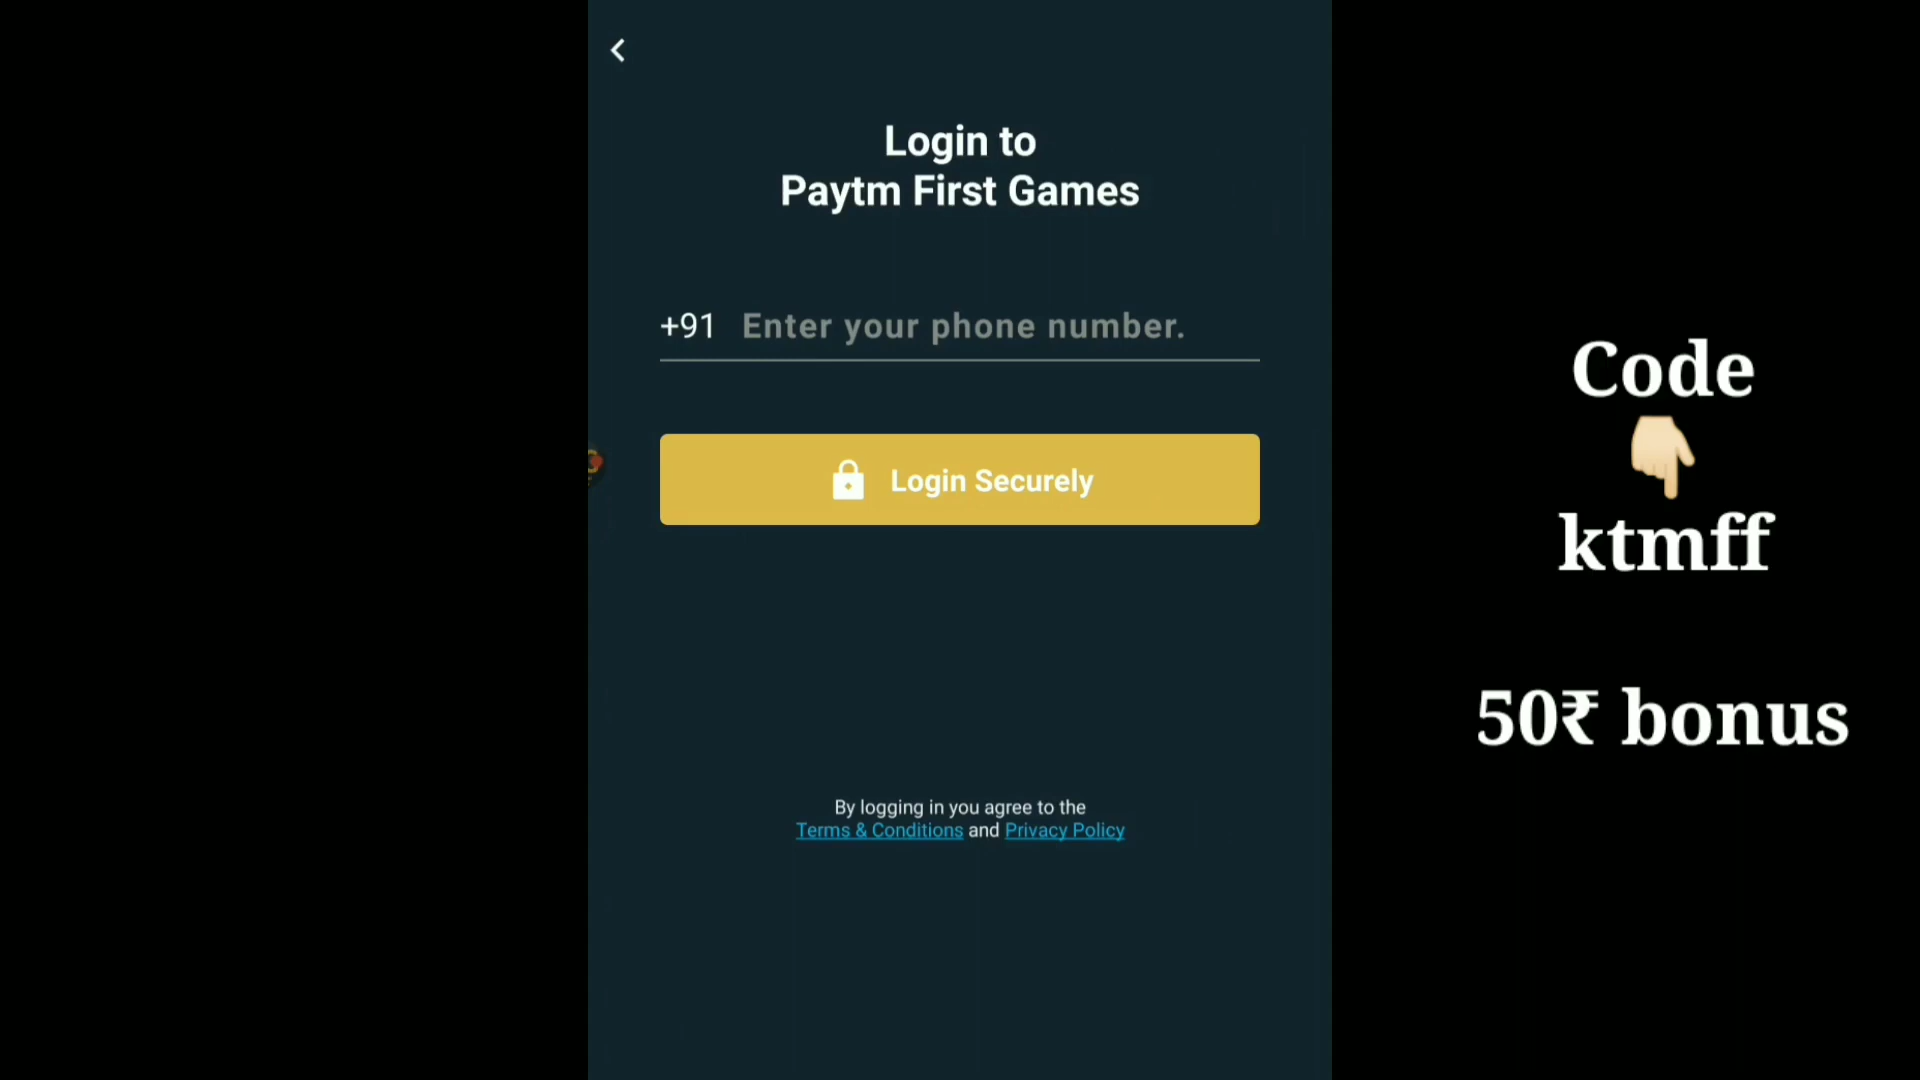 Login to
Paytm First Games
+91 Enter your phone number.
Login Securely
By logging in you agree to the
Terms & Conditions and Privacy Policy
Code
👇🏻
ktmff
50₹ bonus